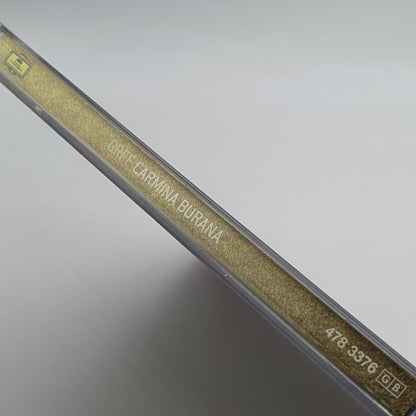 ORFF CARMINA BURANA
478 3376 GB